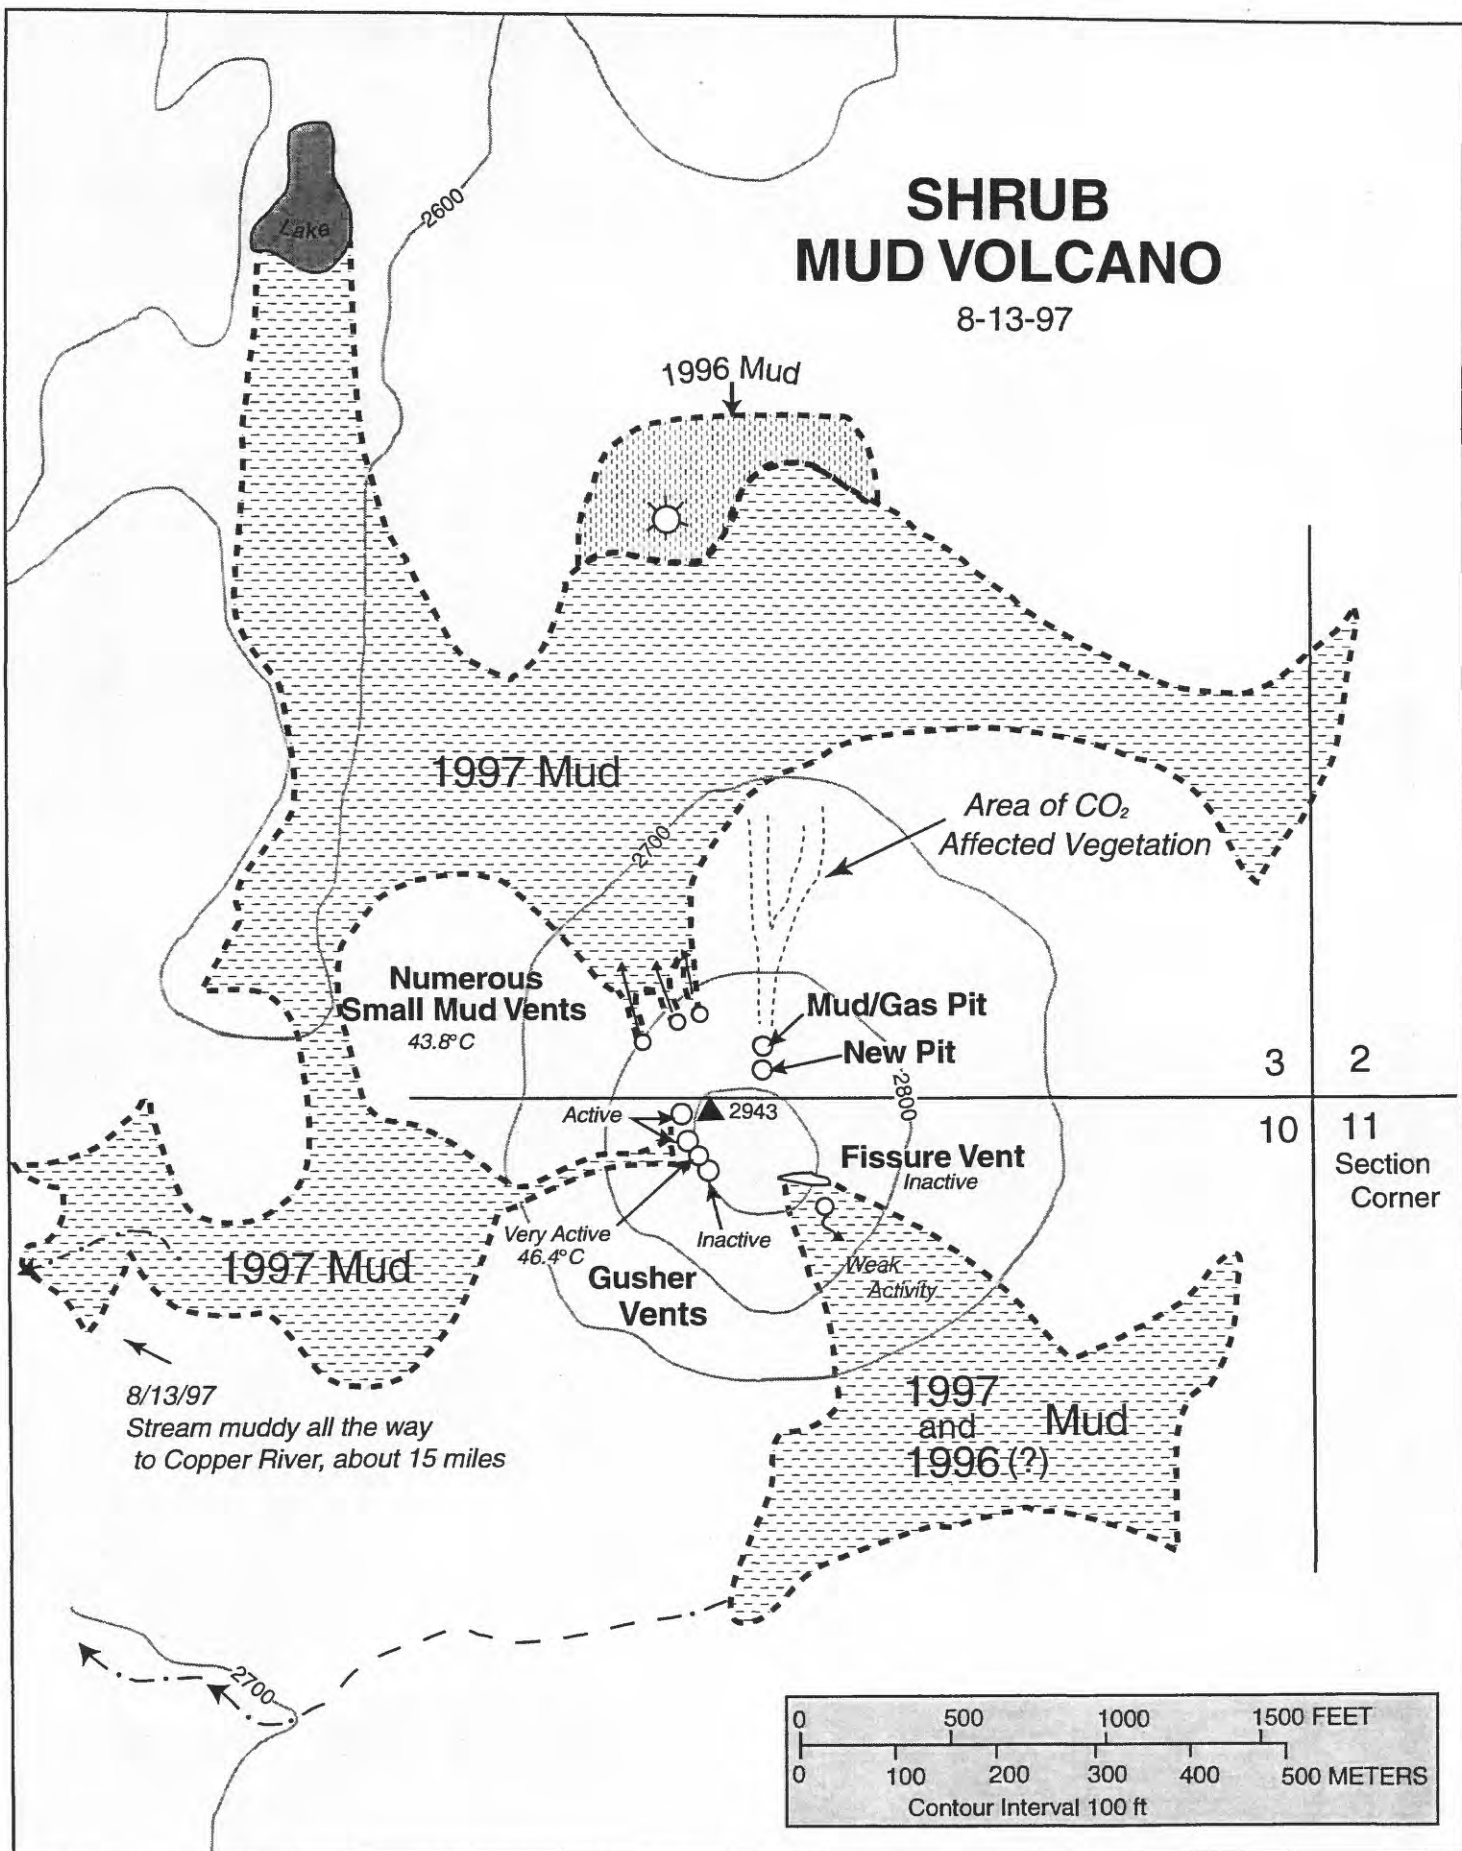 SHRUB
MUD VOLCANO
8-13-97
Lake
2600
1996 Mud
1997 Mud
2700
Area of CO₂
Affected Vegetation
Numerous
Small Mud Vents
43.8°C
Mud/Gas Pit
New Pit
2800
3
2
10
11
Section
Corner
Active
2943
Fissure Vent
Inactive
Very Active
46.4°C
Inactive
Gusher
Vents
Weak
Activity
1997 Mud
8/13/97
Stream muddy all the way
to Copper River, about 15 miles
1997
and
1996 (?)
Mud
2700
0 500 1000 1500 FEET
0 100 200 300 400 500 METERS
Contour Interval 100 ft